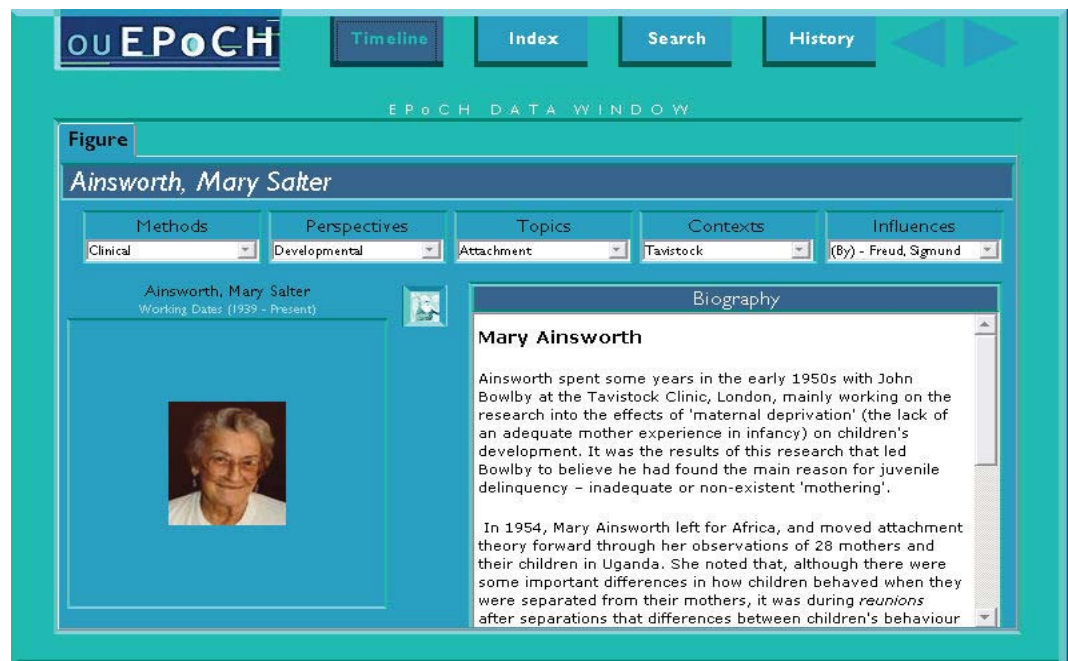 ou EPoCH
Timeline Index Search History
EPoCH DATA WINDOW
Figure
Ainsworth, Mary Salter
Methods Perspectives Topics Contexts Influences
Clinical Developmental Attachment Tavistock (By) - Freud, Sigmund
Ainsworth, Mary Salter
Working Dates (1939 - Present)
Biography
Mary Ainsworth
Ainsworth spent some years in the early 1950s with John
Bowlby at the Tavistock Clinic, London, mainly working on the
research into the effects of 'maternal deprivation' (the lack of
an adequate mother experience in infancy) on children's
development. It was the results of this research that led
Bowlby to believe he had found the main reason for juvenile
delinquency – inadequate or non-existent 'mothering'.
In 1954, Mary Ainsworth left for Africa, and moved attachment
theory forward through her observations of 28 mothers and
their children in Uganda. She noted that, although there were
some important differences in how children behaved when they
were separated from their mothers, it was during reunions
after separations that differences between children's behaviour